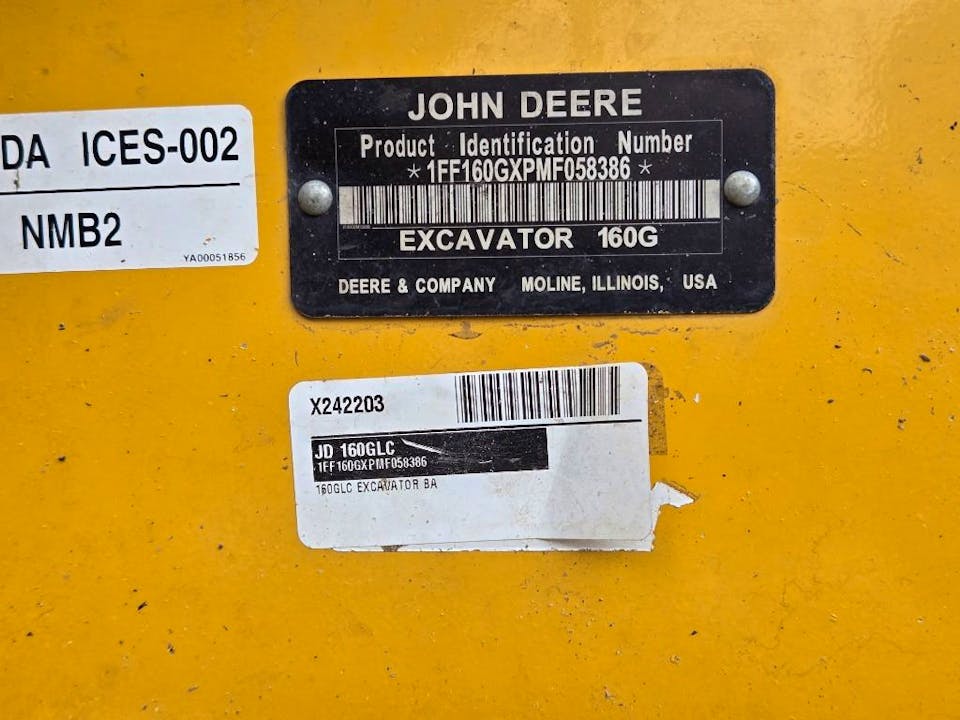 DA ICES-002
NMB2
YA00051856
JOHN DEERE
Product Identification Number
*1FF160GXPMF058386*
EXCAVATOR 160G
DEERE & COMPANY MOLINE, ILLINOIS, USA
X242203
JD 160GLC
1FF160GXPMF058386
160GLC EXCAVATOR BA